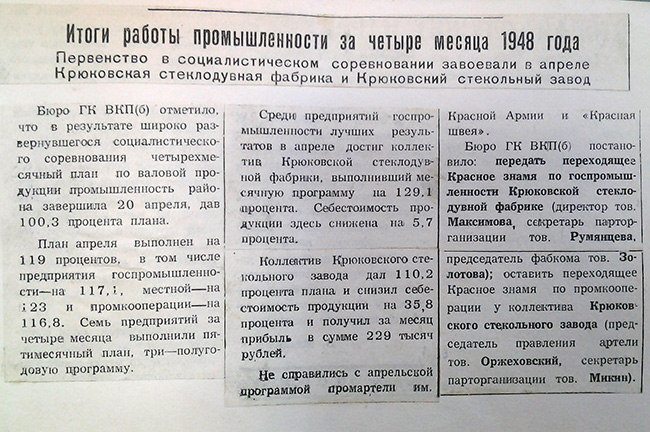 Итоги работы промышленности за четыре месяца 1948 года
Первенство в социалистическом соревновании завоевали в апреле
Крюковская стеклодувная фабрика и Крюковский стекольный завод
Бюро ГК ВКП(б) отметило,
что в результате широко раз-
вернувшегося социалистическо-
го соревнования четырехме-
сячный план по валовой про-
дукции промышленность райо-
на завершила 20 апреля, дав
100,3 процента плана.
План апреля выполнен на
119 процентов, в том числе
предприятия госпромышленно-
сти—на 117,1, местной—на
123 и промкооперации—на
116,8. Семь предприятий за
четыре месяца выполнили пя-
тимесячный план, три—полуго-
довую программу.
Среди предприятий госпро-
мышленности лучших резуль-
татов в апреле достиг коллек-
тив Крюковской стеклодув-
ной фабрики, выполнивший ме-
сячную программу на 129,1
процента. Себестоимость про-
дукции здесь снижена на 5,7
процента.
Коллектив Крюковского сте-
кольного завода дал 110,2
процента плана и снизил себе-
стоимость продукции на 35,8
процента и получил за месяц
прибыль в сумме 229 тысяч
рублей.
Не справились с апрельской
программой промартели им.
Красной Армии и «Красная
швея».
Бюро ГК ВКП(б) постано-
вило: передать переходящее
Красное знамя по госпромыш-
ленности Крюковской стекло-
дувной фабрике (директор тов.
Максимова, секретарь партор-
ганизации тов. Румянцева,
председатель фабкома тов. Зо-
лотова); оставить переходящее
Красное знамя по промкоопе-
рации у коллектива Крюков-
ского стекольного завода (пред-
седатель правления артели
тов. Оржеховский, секретарь
парторганизации тов. Микин).